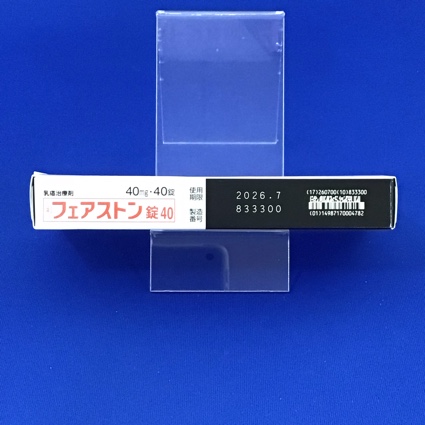 乳癌治療剤
40mg・40錠
フェアストン錠40
使用
期限
2026.7
製造
番号
833300
(17)260700(10)833300
(01)14987170004782